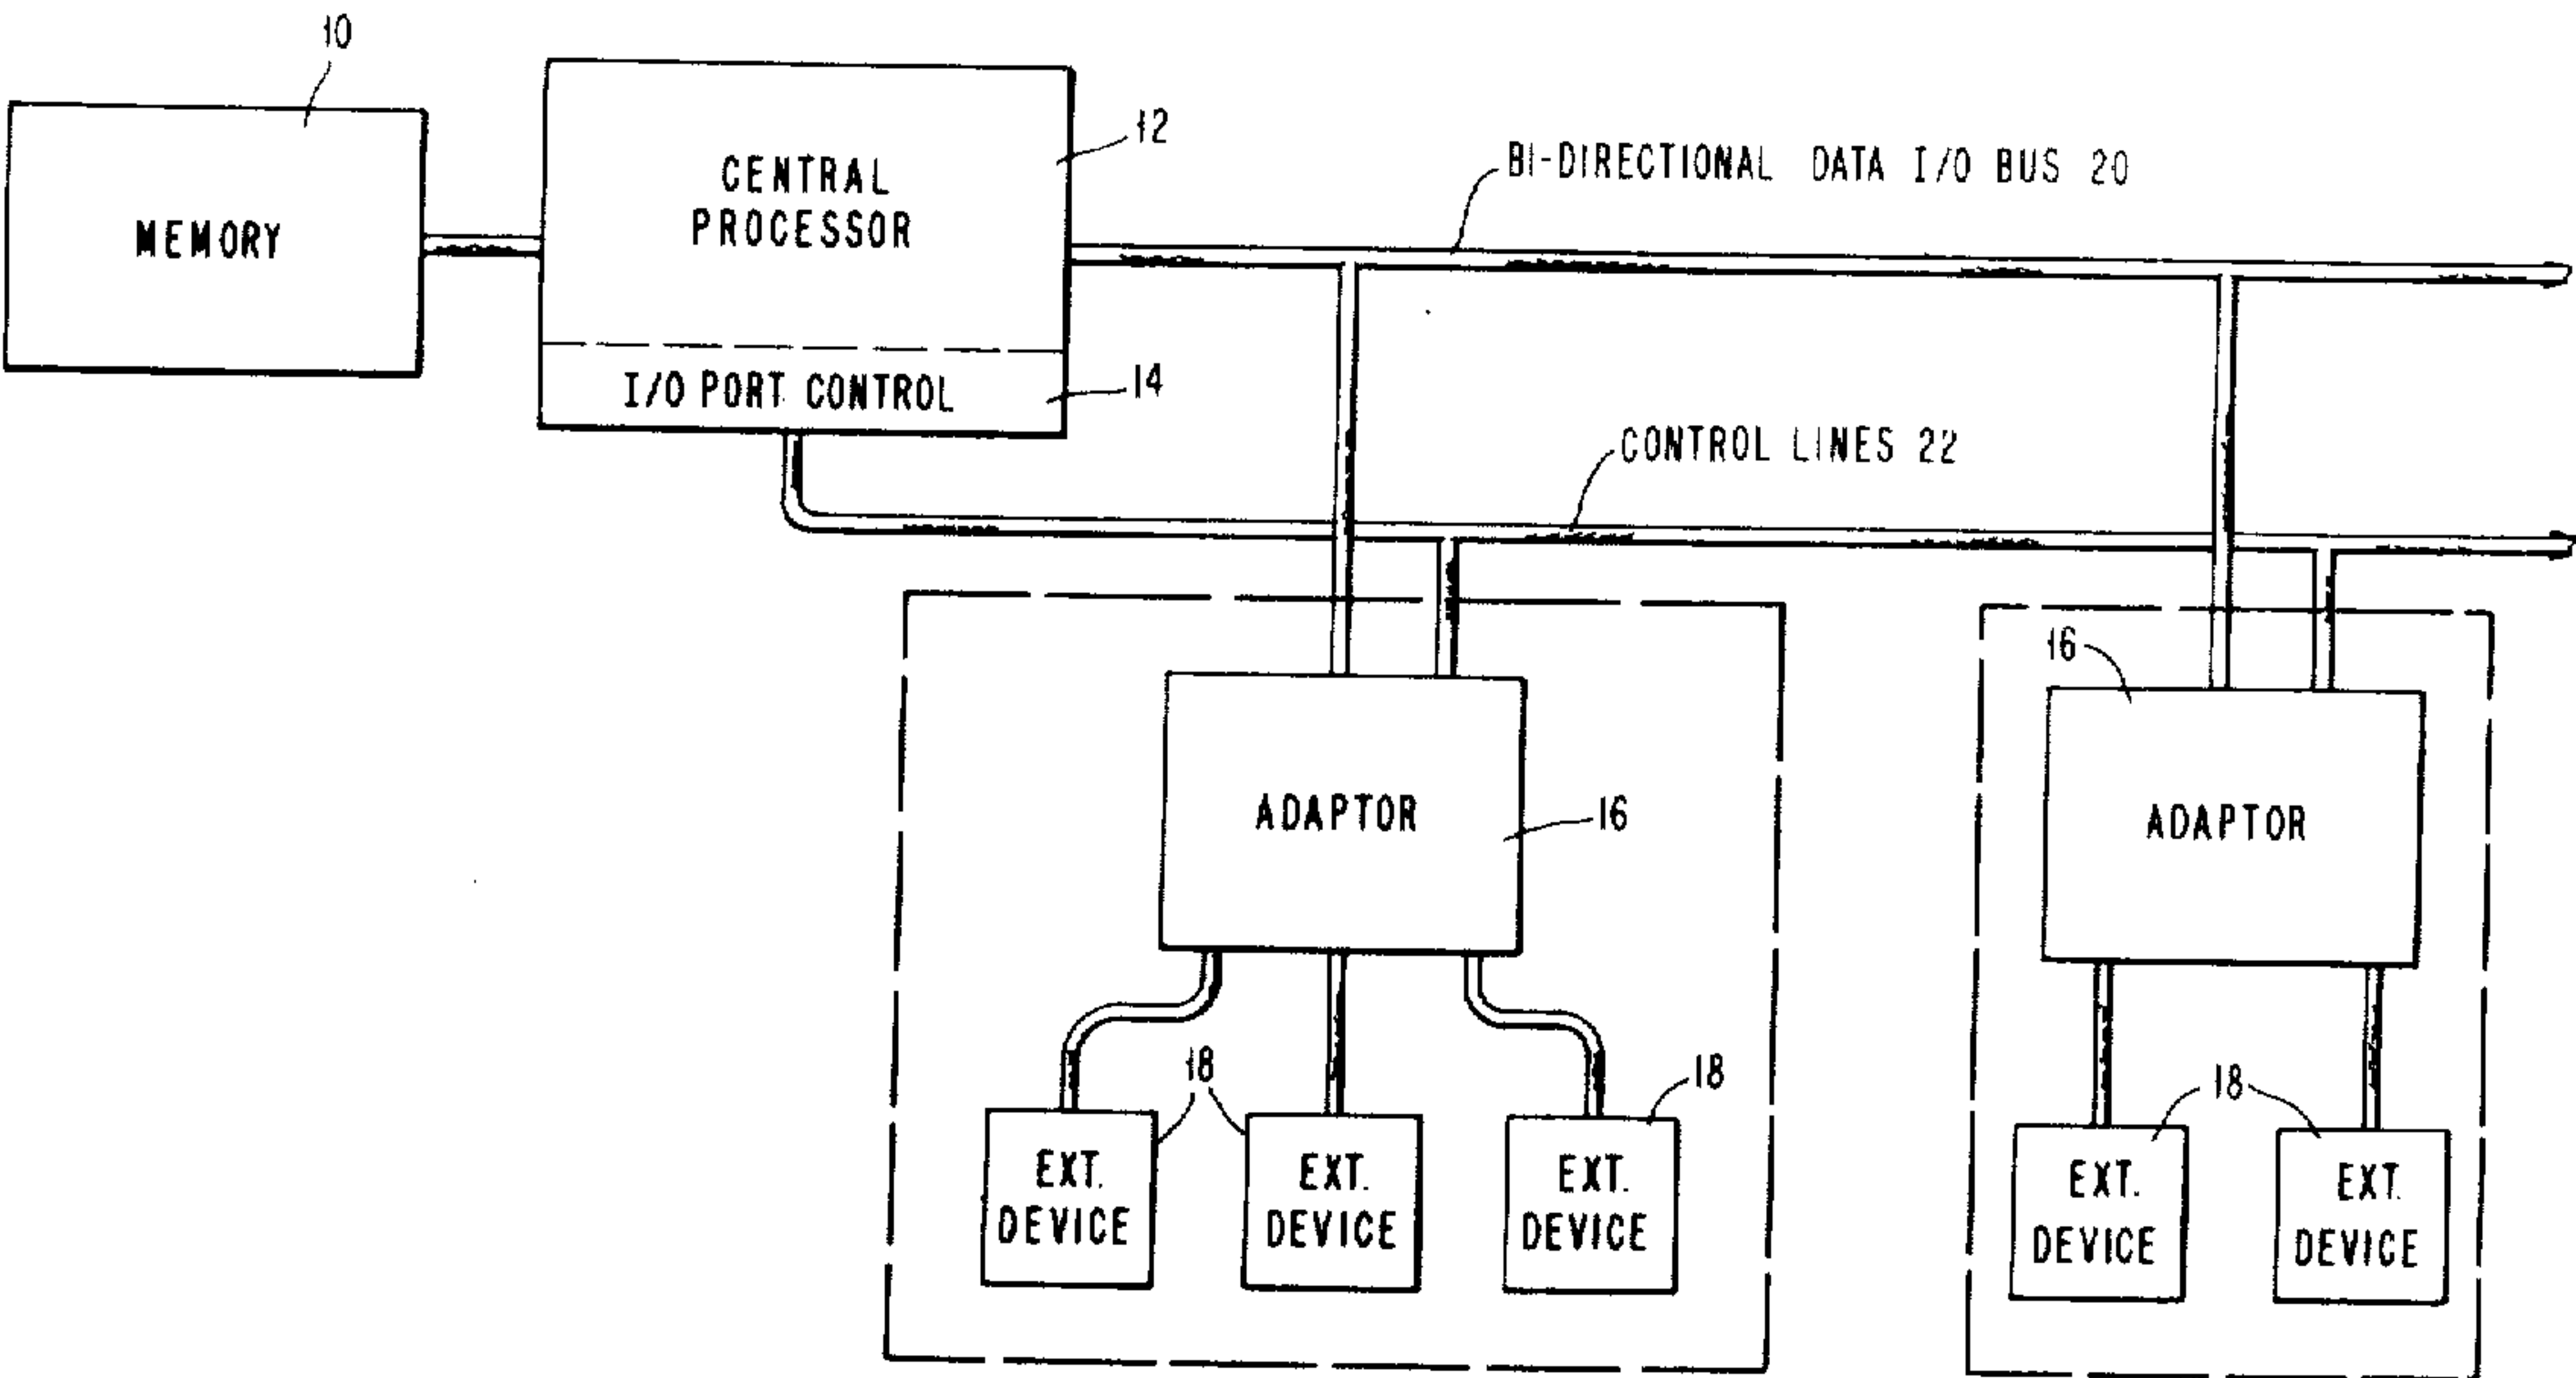 10
MEMORY
CENTRAL
PROCESSOR
12
I/O PORT CONTROL
14
BI-DIRECTIONAL DATA I/O BUS 20
CONTROL LINES 22
ADAPTOR
16
16
ADAPTOR
18
18
18
EXT.
DEVICE
EXT.
DEVICE
EXT.
DEVICE
EXT.
DEVICE
EXT.
DEVICE